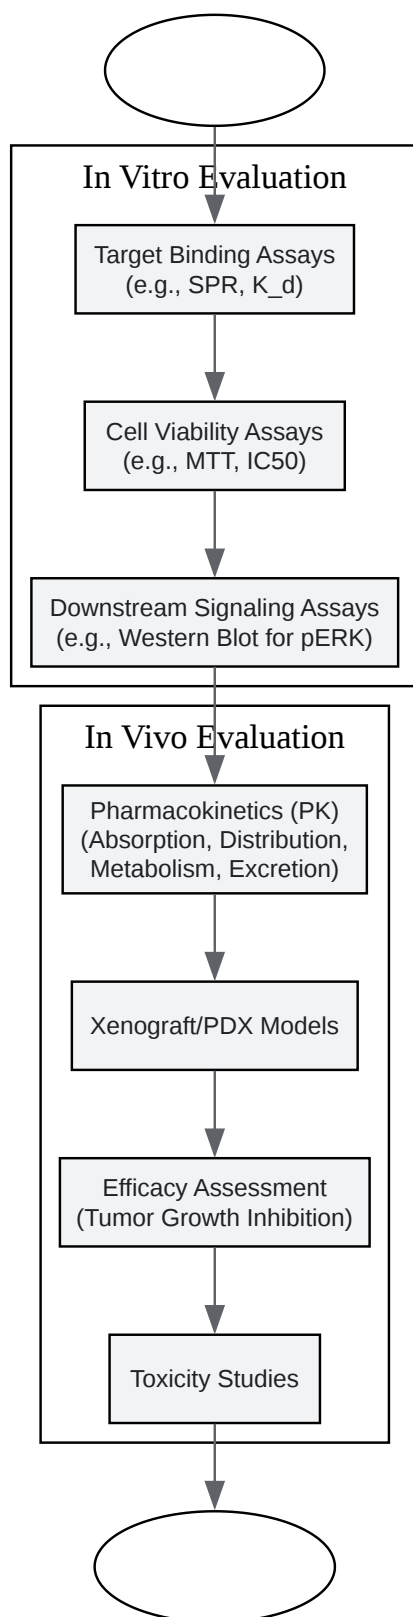 In Vitro Evaluation
Target Binding Assays
(e.g., SPR, K_d)
Cell Viability Assays
(e.g., MTT, IC50)
Downstream Signaling Assays
(e.g., Western Blot for pERK)
In Vivo Evaluation
Pharmacokinetics (PK)
(Absorption, Distribution,
Metabolism, Excretion)
Xenograft/PDX Models
Efficacy Assessment
(Tumor Growth Inhibition)
Toxicity Studies